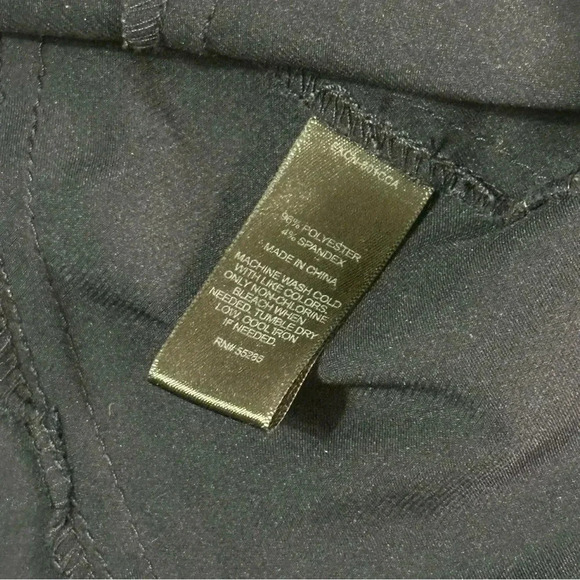 96% POLYESTER
4% SPANDEX
MADE IN CHINA
MACHINE WASH COLD
WITH LIKE COLORS.
ONLY NON-CHLORINE
BLEACH WHEN
NEEDED. TUMBLE DRY
LOW, COOL IRON
IF NEEDED.
RN# 55285